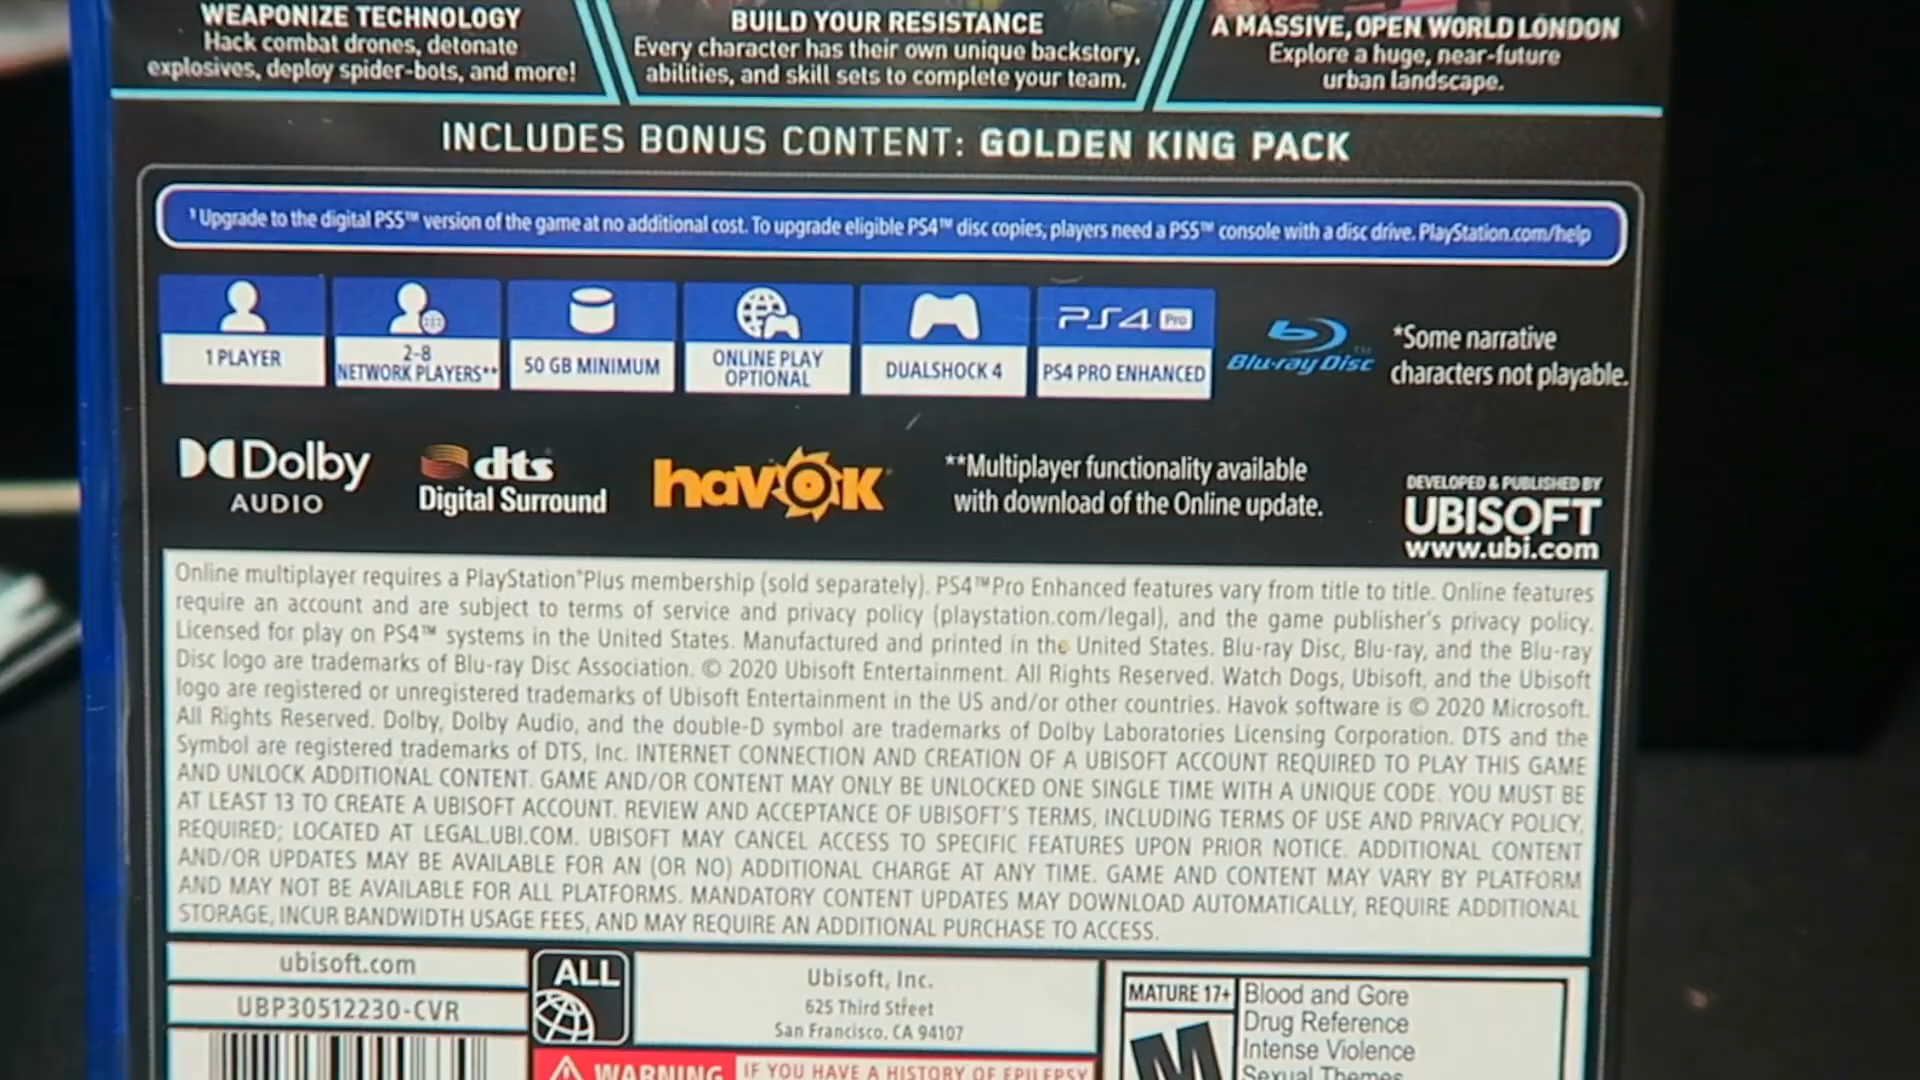 WEAPONIZE TECHNOLOGY
Hack combat drones, detonate
explosives, deploy spider-bots, and more!
BUILD YOUR RESISTANCE
Every character has their own unique backstory,
abilities, and skill sets to complete your team.
A MASSIVE, OPEN WORLD LONDON
Explore a huge, near-future
urban landscape.
INCLUDES BONUS CONTENT: GOLDEN KING PACK
¹ Upgrade to the digital PS5™ version of the game at no additional cost. To upgrade eligible PS4™ disc copies, players need a PS5™ console with a disc drive. PlayStation.com/help
1 PLAYER
2-8
NETWORK PLAYERS**
50 GB MINIMUM
ONLINE PLAY
OPTIONAL
DUALSHOCK 4
PS4 Pro
PS4 PRO ENHANCED
Blu-ray Disc™
*Some narrative
characters not playable.
Dolby
AUDIO
dts
Digital Surround
havok
**Multiplayer functionality available
with download of the Online update.
DEVELOPED & PUBLISHED BY
UBISOFT
www.ubi.com
Online multiplayer requires a PlayStation®Plus membership (sold separately). PS4™Pro Enhanced features vary from title to title. Online features
require an account and are subject to terms of service and privacy policy (playstation.com/legal), and the game publisher's privacy policy.
Licensed for play on PS4™ systems in the United States. Manufactured and printed in the United States. Blu-ray Disc, Blu-ray, and the Blu-ray
Disc logo are trademarks of Blu-ray Disc Association. © 2020 Ubisoft Entertainment. All Rights Reserved. Watch Dogs, Ubisoft, and the Ubisoft
logo are registered or unregistered trademarks of Ubisoft Entertainment in the US and/or other countries. Havok software is © 2020 Microsoft.
All Rights Reserved. Dolby, Dolby Audio, and the double-D symbol are trademarks of Dolby Laboratories Licensing Corporation. DTS and the
Symbol are registered trademarks of DTS, Inc. INTERNET CONNECTION AND CREATION OF A UBISOFT ACCOUNT REQUIRED TO PLAY THIS GAME
AND UNLOCK ADDITIONAL CONTENT. GAME AND/OR CONTENT MAY ONLY BE UNLOCKED ONE SINGLE TIME WITH A UNIQUE CODE. YOU MUST BE
AT LEAST 13 TO CREATE A UBISOFT ACCOUNT. REVIEW AND ACCEPTANCE OF UBISOFT'S TERMS, INCLUDING TERMS OF USE AND PRIVACY POLICY,
REQUIRED; LOCATED AT LEGAL.UBI.COM. UBISOFT MAY CANCEL ACCESS TO SPECIFIC FEATURES UPON PRIOR NOTICE. ADDITIONAL CONTENT
AND/OR UPDATES MAY BE AVAILABLE FOR AN (OR NO) ADDITIONAL CHARGE AT ANY TIME. GAME AND CONTENT MAY VARY BY PLATFORM
AND MAY NOT BE AVAILABLE FOR ALL PLATFORMS. MANDATORY CONTENT UPDATES MAY DOWNLOAD AUTOMATICALLY, REQUIRE ADDITIONAL
STORAGE, INCUR BANDWIDTH USAGE FEES, AND MAY REQUIRE AN ADDITIONAL PURCHASE TO ACCESS.
ubisoft.com
UBP30512230-CVR
ALL
Ubisoft, Inc.
625 Third Street
San Francisco, CA 94107
WARNING
IF YOU HAVE A HISTORY OF EPILEPSY
MATURE 17+
M
Blood and Gore
Drug Reference
Intense Violence
Sexual Themes